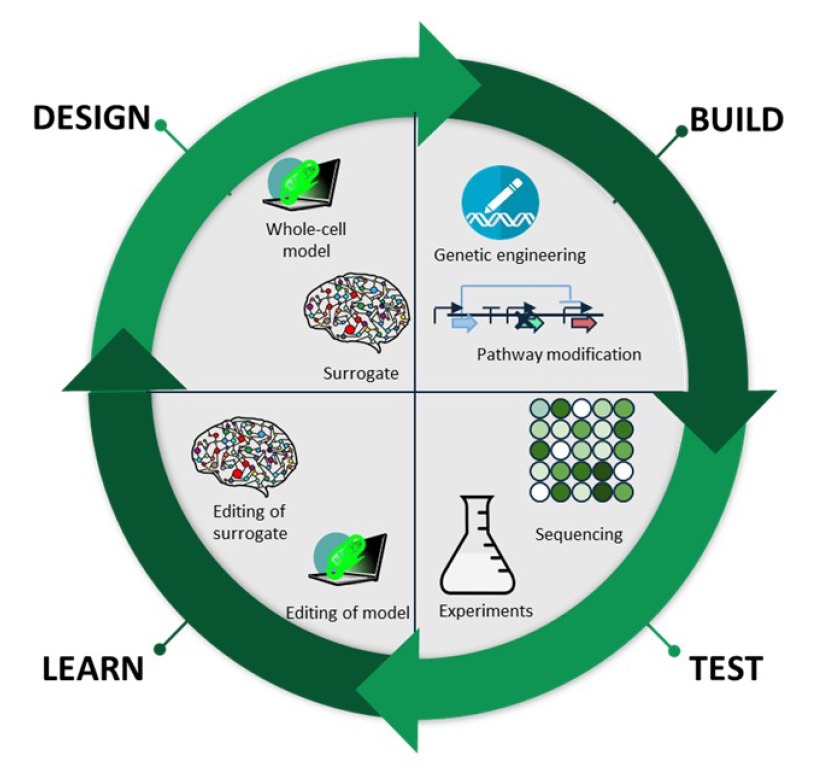 DESIGN
BUILD
Whole-cell
model
Genetic engineering
Surrogate
Pathway modification
Editing of
surrogate
Sequencing
Editing of model
Experiments
LEARN
TEST